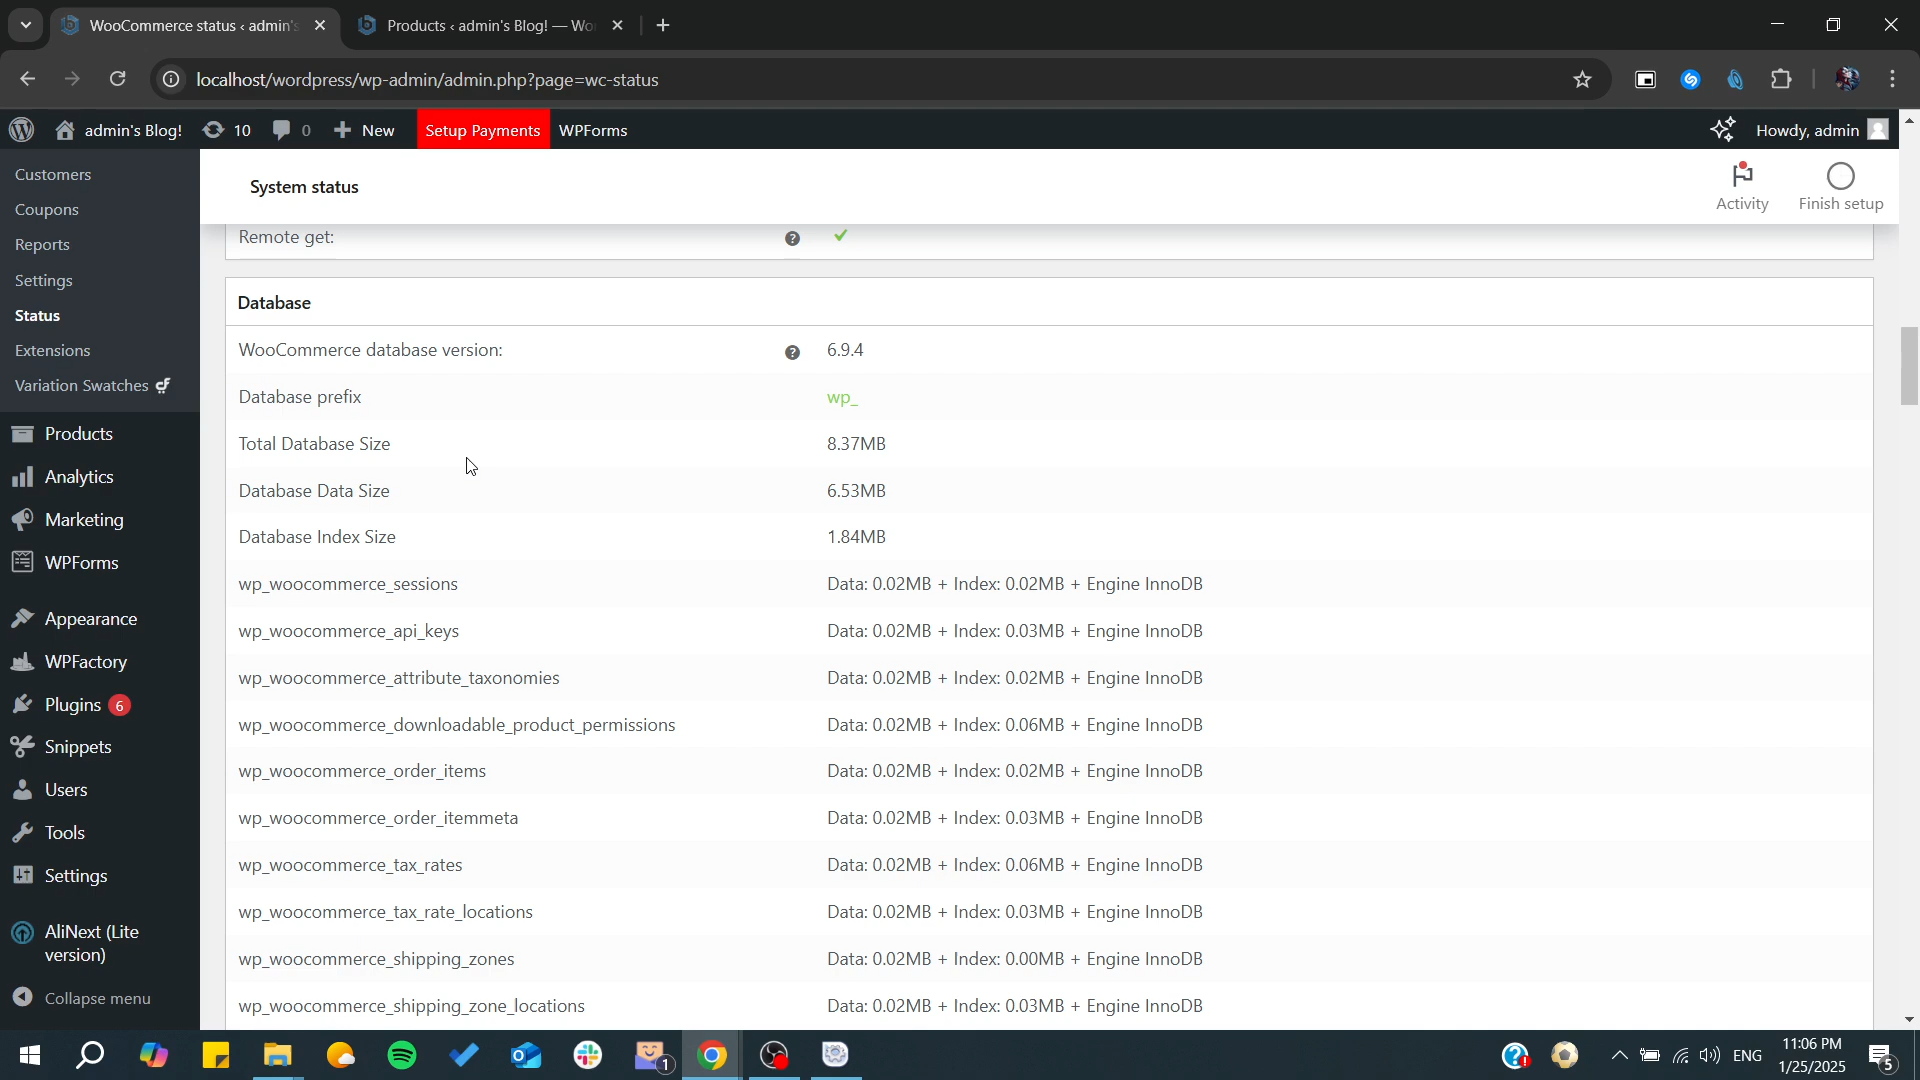 WooCommerce status ‹ admin's
Products ‹ admin's Blog! — Wo
localhost/wordpress/wp-admin/admin.php?page=wc-status
admin's Blog!
10
0
New
Setup Payments
WPForms
Howdy, admin
Customers
Coupons
Reports
Settings
Status
Extensions
Variation Swatches
Products
Analytics
Marketing
WPForms
Appearance
WPFactory
Plugins 6
Snippets
Users
Tools
Settings
AliNext (Lite
version)
Collapse menu
System status
Activity
Finish setup
Remote get:
Database
WooCommerce database version: 6.9.4
Database prefix wp_
Total Database Size 8.37MB
Database Data Size 6.53MB
Database Index Size 1.84MB
wp_woocommerce_sessions Data: 0.02MB + Index: 0.02MB + Engine InnoDB
wp_woocommerce_api_keys Data: 0.02MB + Index: 0.03MB + Engine InnoDB
wp_woocommerce_attribute_taxonomies Data: 0.02MB + Index: 0.02MB + Engine InnoDB
wp_woocommerce_downloadable_product_permissions Data: 0.02MB + Index: 0.06MB + Engine InnoDB
wp_woocommerce_order_items Data: 0.02MB + Index: 0.02MB + Engine InnoDB
wp_woocommerce_order_itemmeta Data: 0.02MB + Index: 0.03MB + Engine InnoDB
wp_woocommerce_tax_rates Data: 0.02MB + Index: 0.06MB + Engine InnoDB
wp_woocommerce_tax_rate_locations Data: 0.02MB + Index: 0.03MB + Engine InnoDB
wp_woocommerce_shipping_zones Data: 0.02MB + Index: 0.00MB + Engine InnoDB
wp_woocommerce_shipping_zone_locations Data: 0.02MB + Index: 0.03MB + Engine InnoDB
1
ENG
11:06 PM
1/25/2025
5